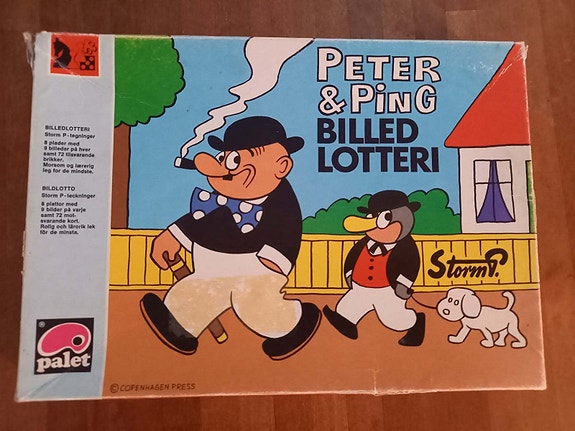 PETER
& PiNG
BILLED
LOTTERI
BILLEDLOTTERI
Storm P-tegninger
8 plader med
9 billeder på hver
samt 72 tilsvarende
brikker.
Morsom og lærerig
leg for de mindste.
BILDLOTTO
Storm P-teckninger
8 plattor med
9 bilder på varje
samt 72 mot-
svarande kort.
Rolig och lärorik lek
för de minsta.
Storm P.
®
palet
© COPENHAGEN PRESS